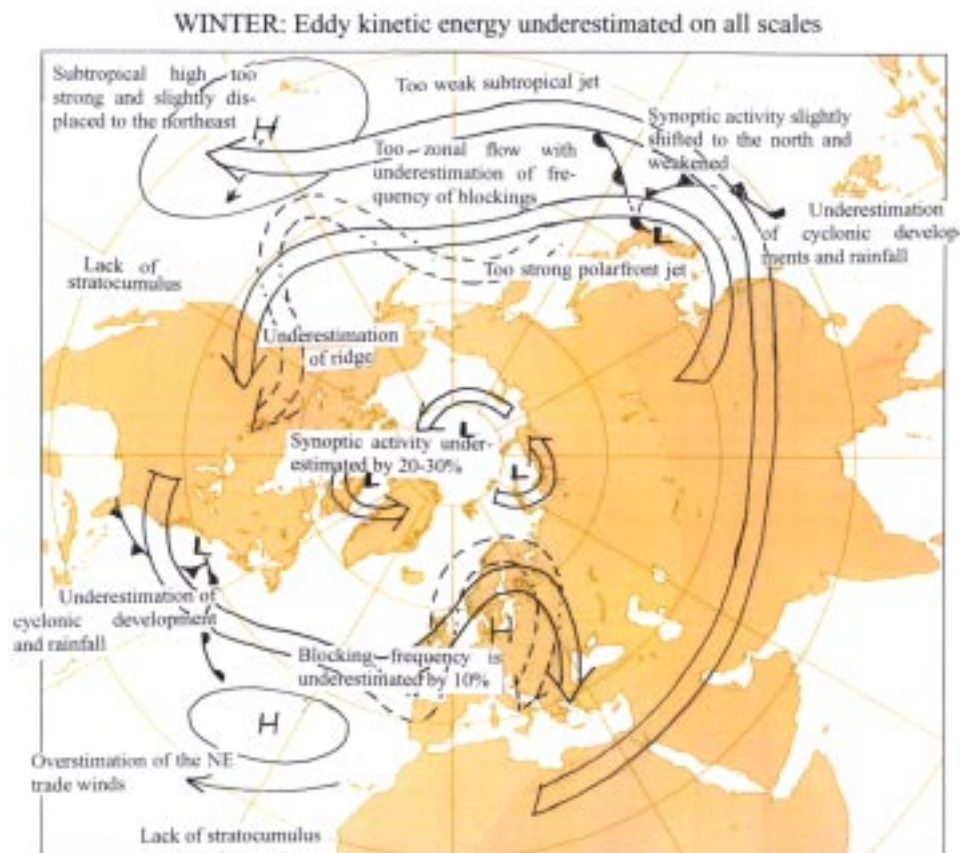 WINTER: Eddy kinetic energy underestimated on all scales
Subtropical high too
strong and slightly dis-
placed to the northeast
H
Too weak subtropical jet
Synoptic activity slightly
shifted to the north and
weakened
Too zonal flow with
underestimation of fre-
quency of blockings
Underestimation
of cyclonic develop-
ments and rainfall
L
L
Too strong polarfront jet
Lack of
stratocumulus
Underestimation
of ridge
L
Synoptic activity under-
estimated by 20-30%
L
L
L
Underestimation of
cyclonic development
and rainfall
H
Blocking frequency is
underestimated by 10%
H
Overstimation of the NE
trade winds
Lack of stratocumulus